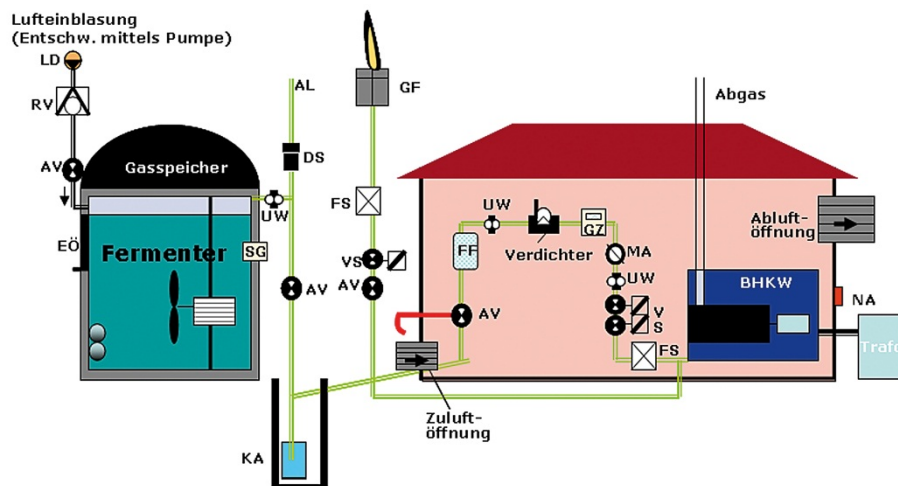 Lufteinblasung
(Entschw. mittels Pumpe)
LD
RV
AV
Gasspeicher
EÖ
Fermenter
SG
UW
AL
DS
AV
KA
GF
FS
VS
AV
Zuluft-
öffnung
AV
FF
UW
Verdichter
GZ
MA
UW
V
S
FS
Abgas
BHKW
Abluft-
öffnung
NA
Trafo